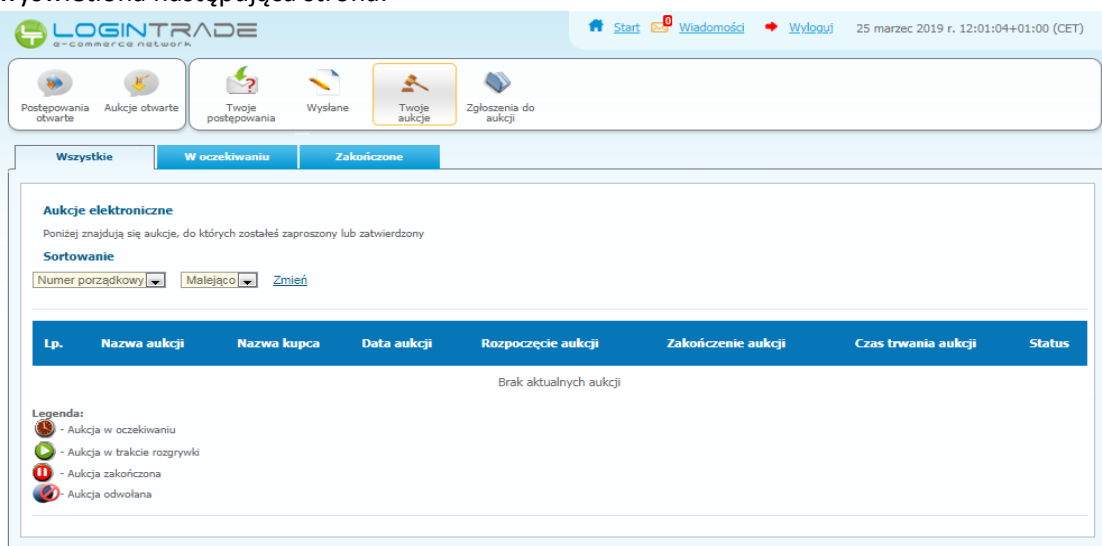 wyświetlona następująca strona:
LOGINTRADE
e-commerce network
Start 0 Wiadomości Wyloguj 25 marzec 2019 r. 12:01:04+01:00 (CET)
Postępowania otwarte
Aukcje otwarte
Twoje postępowania
Wysłane
Twoje aukcje
Zgłoszenia do aukcji
Wszystkie W oczekiwaniu Zakończone
Aukcje elektroniczne
Poniżej znajdują się aukcje, do których zostałeś zaproszony lub zatwierdzony
Sortowanie
Numer porządkowy Malejąco Zmień
Lp. Nazwa aukcji Nazwa kupca Data aukcji Rozpoczęcie aukcji Zakończenie aukcji Czas trwania aukcji Status
Brak aktualnych aukcji
Legenda:
- Aukcja w oczekiwaniu
- Aukcja w trakcie rozgrywki
- Aukcja zakończona
- Aukcja odwołana